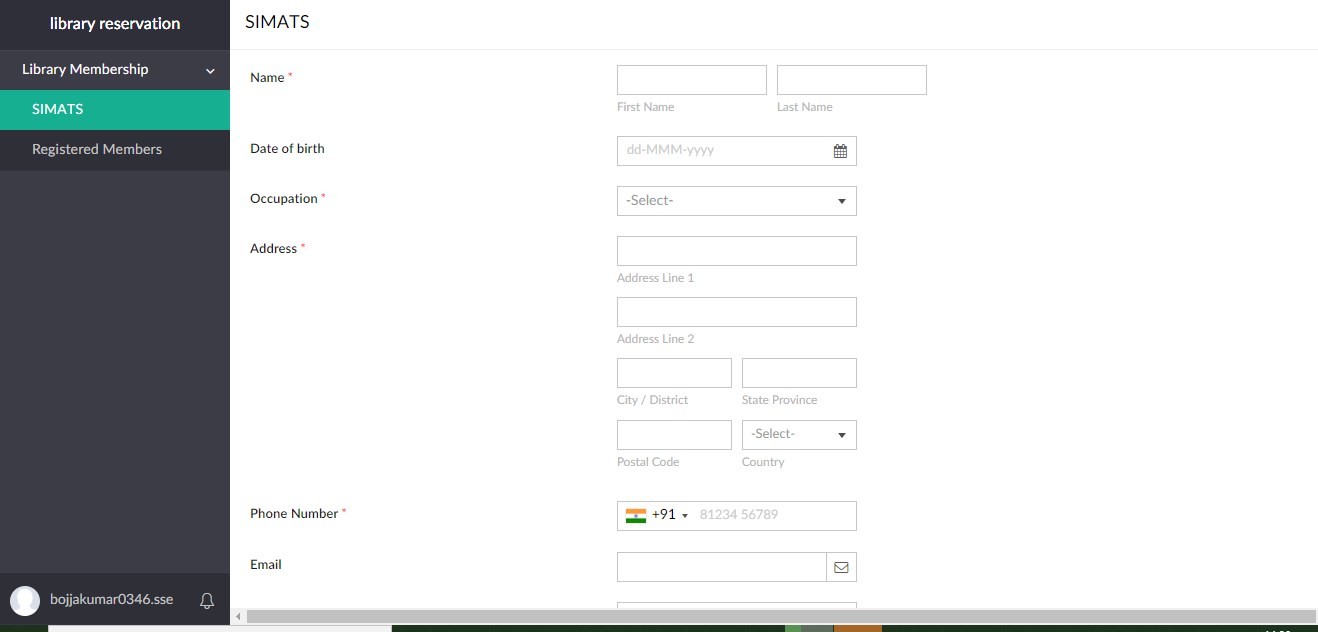 library reservation
SIMATS
Library Membership
SIMATS
Registered Members
Name *
First Name
Last Name
Date of birth
dd-MMM-yyyy
Occupation *
-Select-
Address *
Address Line 1
Address Line 2
City / District
State Province
-Select-
Postal Code
Country
Phone Number *
+91
81234 56789
Email
bojjakumar0346.sse